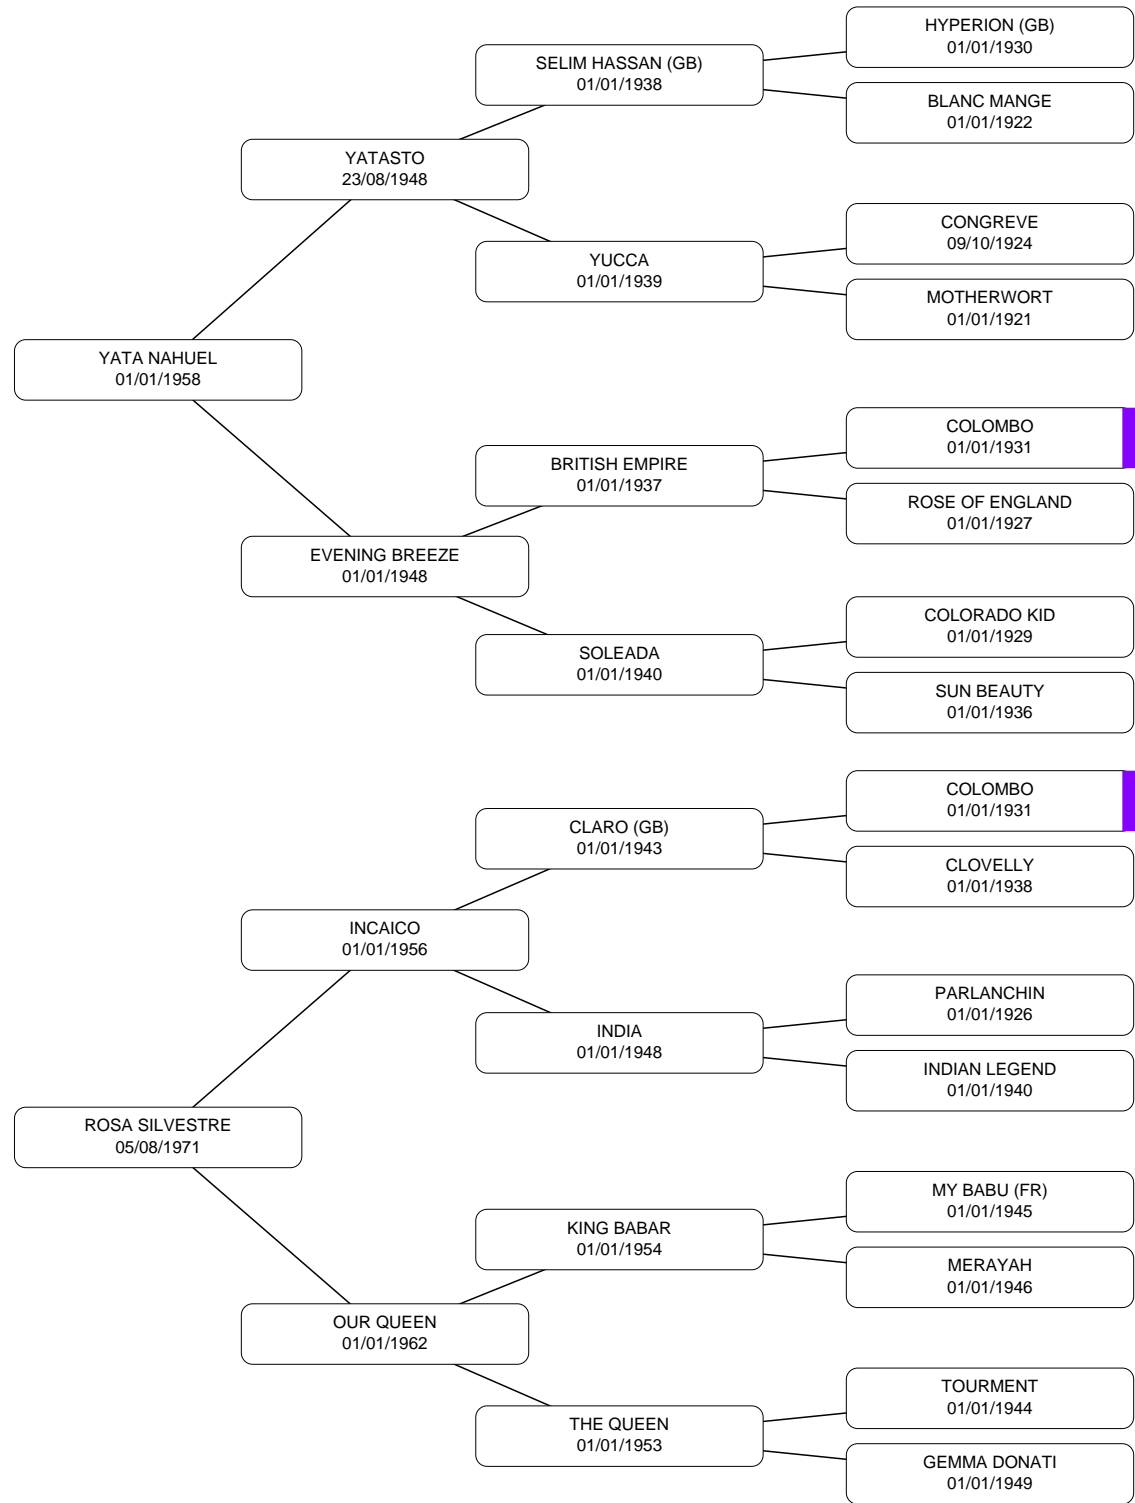 HYPERION (GB)
01/01/1930
SELIM HASSAN (GB)
01/01/1938
BLANC MANGE
01/01/1922
YATASTO
23/08/1948
CONGREVE
09/10/1924
YUCCA
01/01/1939
MOTHERWORT
01/01/1921
YATA NAHUEL
01/01/1958
COLOMBO
01/01/1931
BRITISH EMPIRE
01/01/1937
ROSE OF ENGLAND
01/01/1927
EVENING BREEZE
01/01/1948
COLORADO KID
01/01/1929
SOLEADA
01/01/1940
SUN BEAUTY
01/01/1936
COLOMBO
01/01/1931
CLARO (GB)
01/01/1943
CLOVELLY
01/01/1938
INCAICO
01/01/1956
PARLANCHIN
01/01/1926
INDIA
01/01/1948
INDIAN LEGEND
01/01/1940
ROSA SILVESTRE
05/08/1971
MY BABU (FR)
01/01/1945
KING BABAR
01/01/1954
MERAYAH
01/01/1946
OUR QUEEN
01/01/1962
TOURMENT
01/01/1944
THE QUEEN
01/01/1953
GEMMA DONATI
01/01/1949